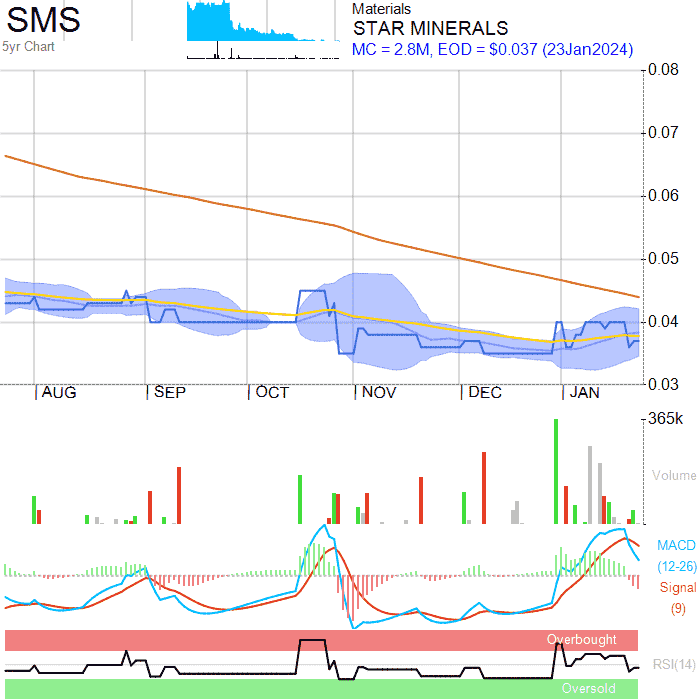 SMS
5yr Chart
Materials
STAR MINERALS
MC = 2.8M, EOD = $0.037 (23Jan2024)
0.08
0.07
0.06
0.05
0.04
0.03
AUG SEP OCT NOV DEC JAN
365k
Volume
MACD
(12-26)
Signal
(9)
Overbought
RSI(14)
Oversold